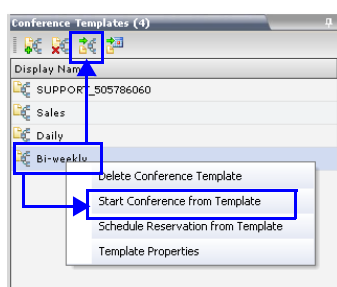 Conference Templates (4)
Display Name
SUPPORT_505786060
Sales
Daily
Bi-weekly
Delete Conference Template
Start Conference from Template
Schedule Reservation from Template
Template Properties